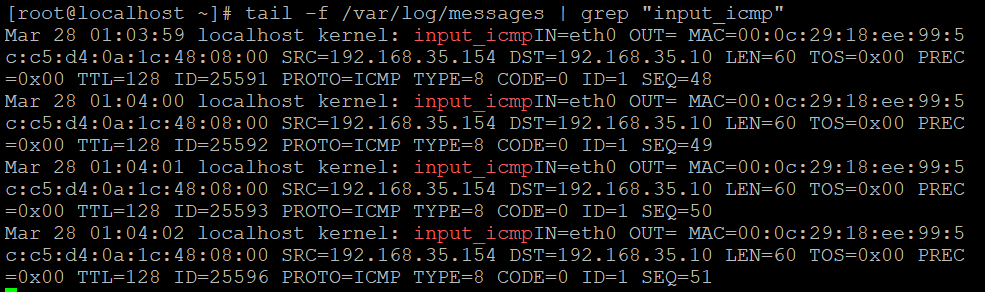 [root@localhost ~]# tail -f /var/log/messages | grep "input_icmp"
Mar 28 01:03:59 localhost kernel: input_icmpIN=eth0 OUT= MAC=00:0c:29:18:ee:99:5
c:c5:d4:0a:1c:48:08:00 SRC=192.168.35.154 DST=192.168.35.10 LEN=60 TOS=0x00 PREC
=0x00 TTL=128 ID=25591 PROTO=ICMP TYPE=8 CODE=0 ID=1 SEQ=48
Mar 28 01:04:00 localhost kernel: input_icmpIN=eth0 OUT= MAC=00:0c:29:18:ee:99:5
c:c5:d4:0a:1c:48:08:00 SRC=192.168.35.154 DST=192.168.35.10 LEN=60 TOS=0x00 PREC
=0x00 TTL=128 ID=25592 PROTO=ICMP TYPE=8 CODE=0 ID=1 SEQ=49
Mar 28 01:04:01 localhost kernel: input_icmpIN=eth0 OUT= MAC=00:0c:29:18:ee:99:5
c:c5:d4:0a:1c:48:08:00 SRC=192.168.35.154 DST=192.168.35.10 LEN=60 TOS=0x00 PREC
=0x00 TTL=128 ID=25593 PROTO=ICMP TYPE=8 CODE=0 ID=1 SEQ=50
Mar 28 01:04:02 localhost kernel: input_icmpIN=eth0 OUT= MAC=00:0c:29:18:ee:99:5
c:c5:d4:0a:1c:48:08:00 SRC=192.168.35.154 DST=192.168.35.10 LEN=60 TOS=0x00 PREC
=0x00 TTL=128 ID=25596 PROTO=ICMP TYPE=8 CODE=0 ID=1 SEQ=51